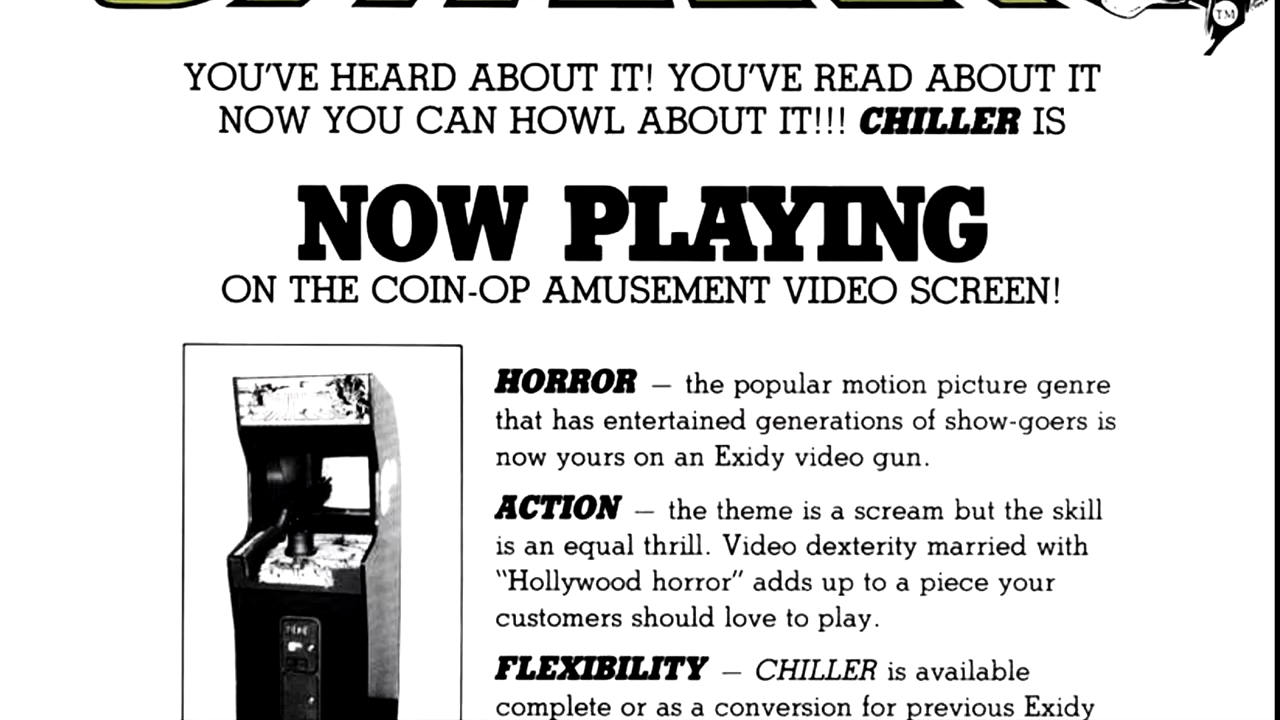 TM
YOU'VE HEARD ABOUT IT! YOU'VE READ ABOUT IT
NOW YOU CAN HOWL ABOUT IT!!! CHILLER IS
NOW PLAYING
ON THE COIN-OP AMUSEMENT VIDEO SCREEN!
HORROR — the popular motion picture genre
that has entertained generations of show-goers is
now yours on an Exidy video gun.
ACTION — the theme is a scream but the skill
is an equal thrill. Video dexterity married with
"Hollywood horror" adds up to a piece your
customers should love to play.
FLEXIBILITY — CHILLER is available
complete or as a conversion for previous Exidy